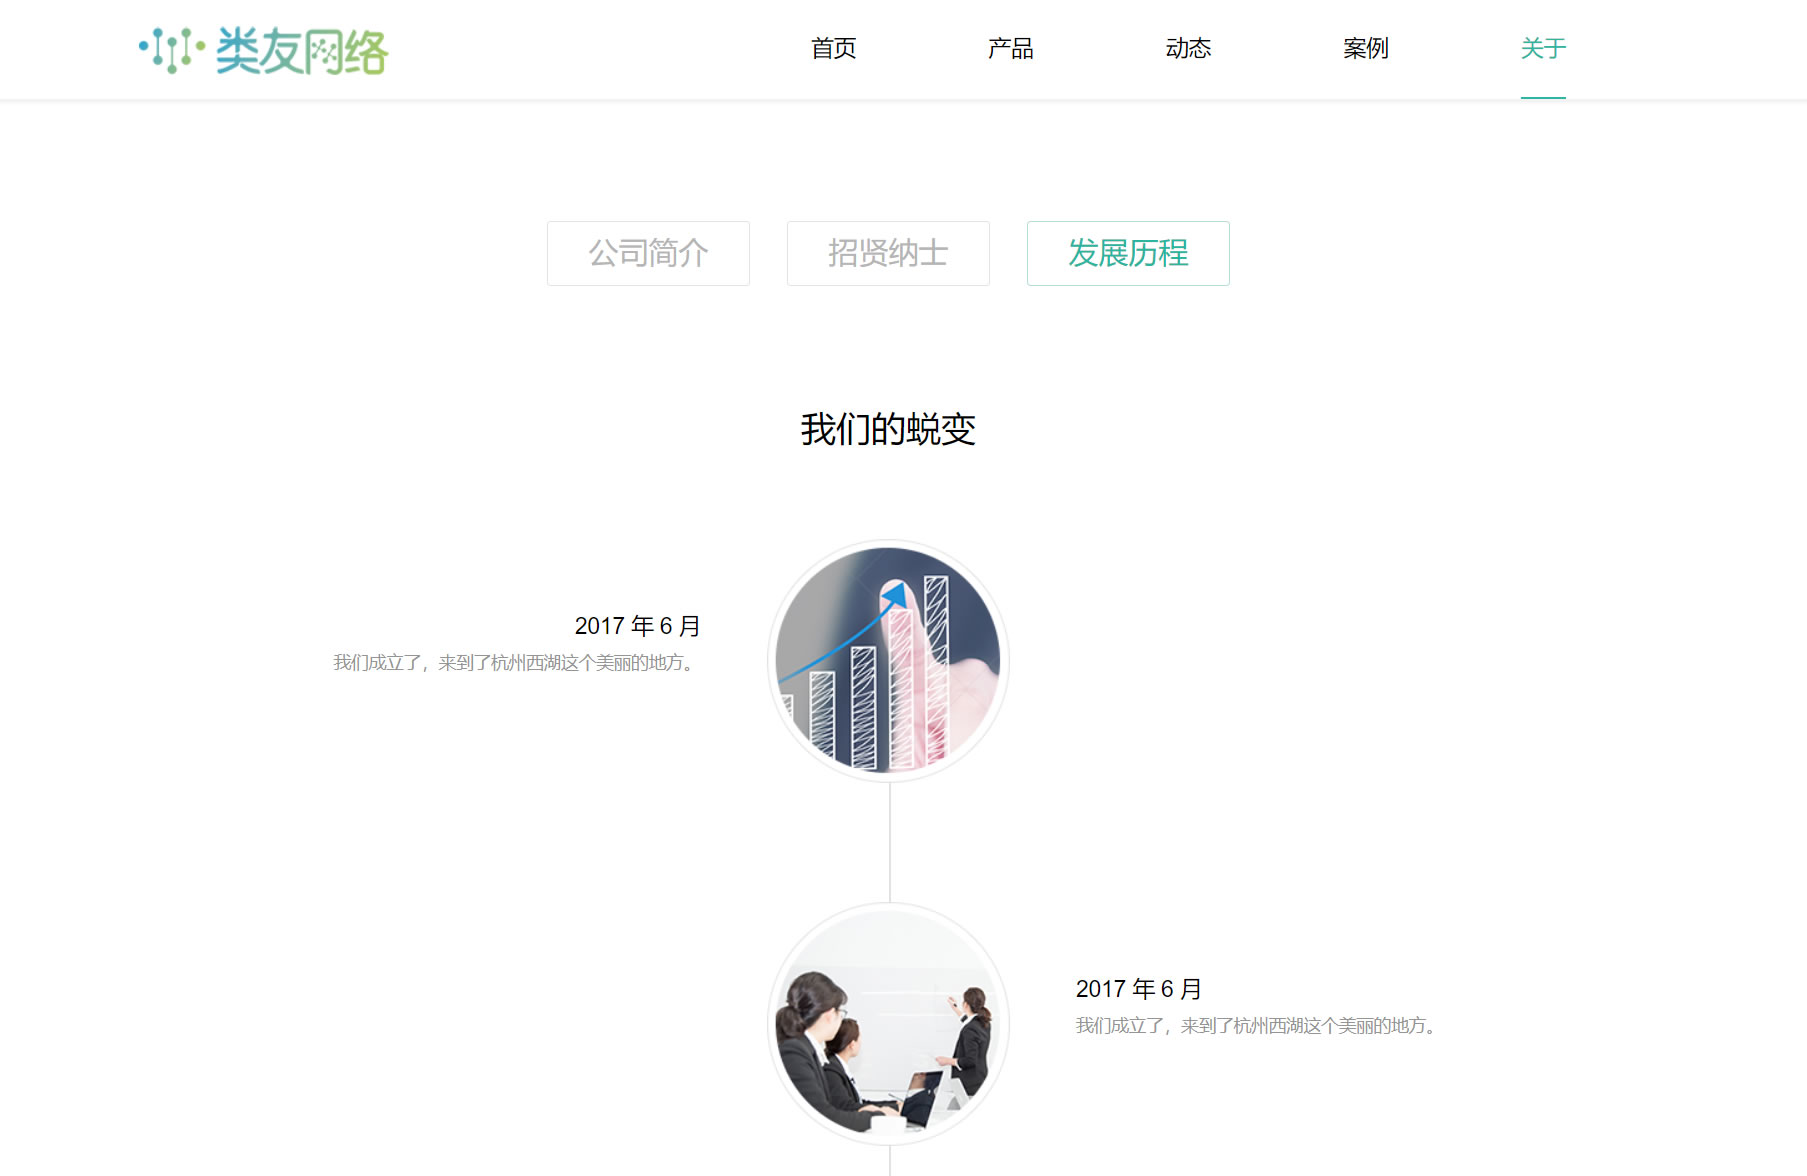 类友网络
首页 产品 动态 案例 关于
公司简介 招贤纳士 发展历程
我们的蜕变
2017 年 6 月
我们成立了，来到了杭州西湖这个美丽的地方。
2017 年 6 月
我们成立了，来到了杭州西湖这个美丽的地方。